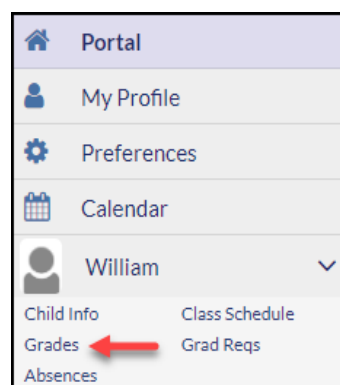 Portal
My Profile
Preferences
Calendar
William
Child Info Class Schedule
Grades Grad Reqs
Absences